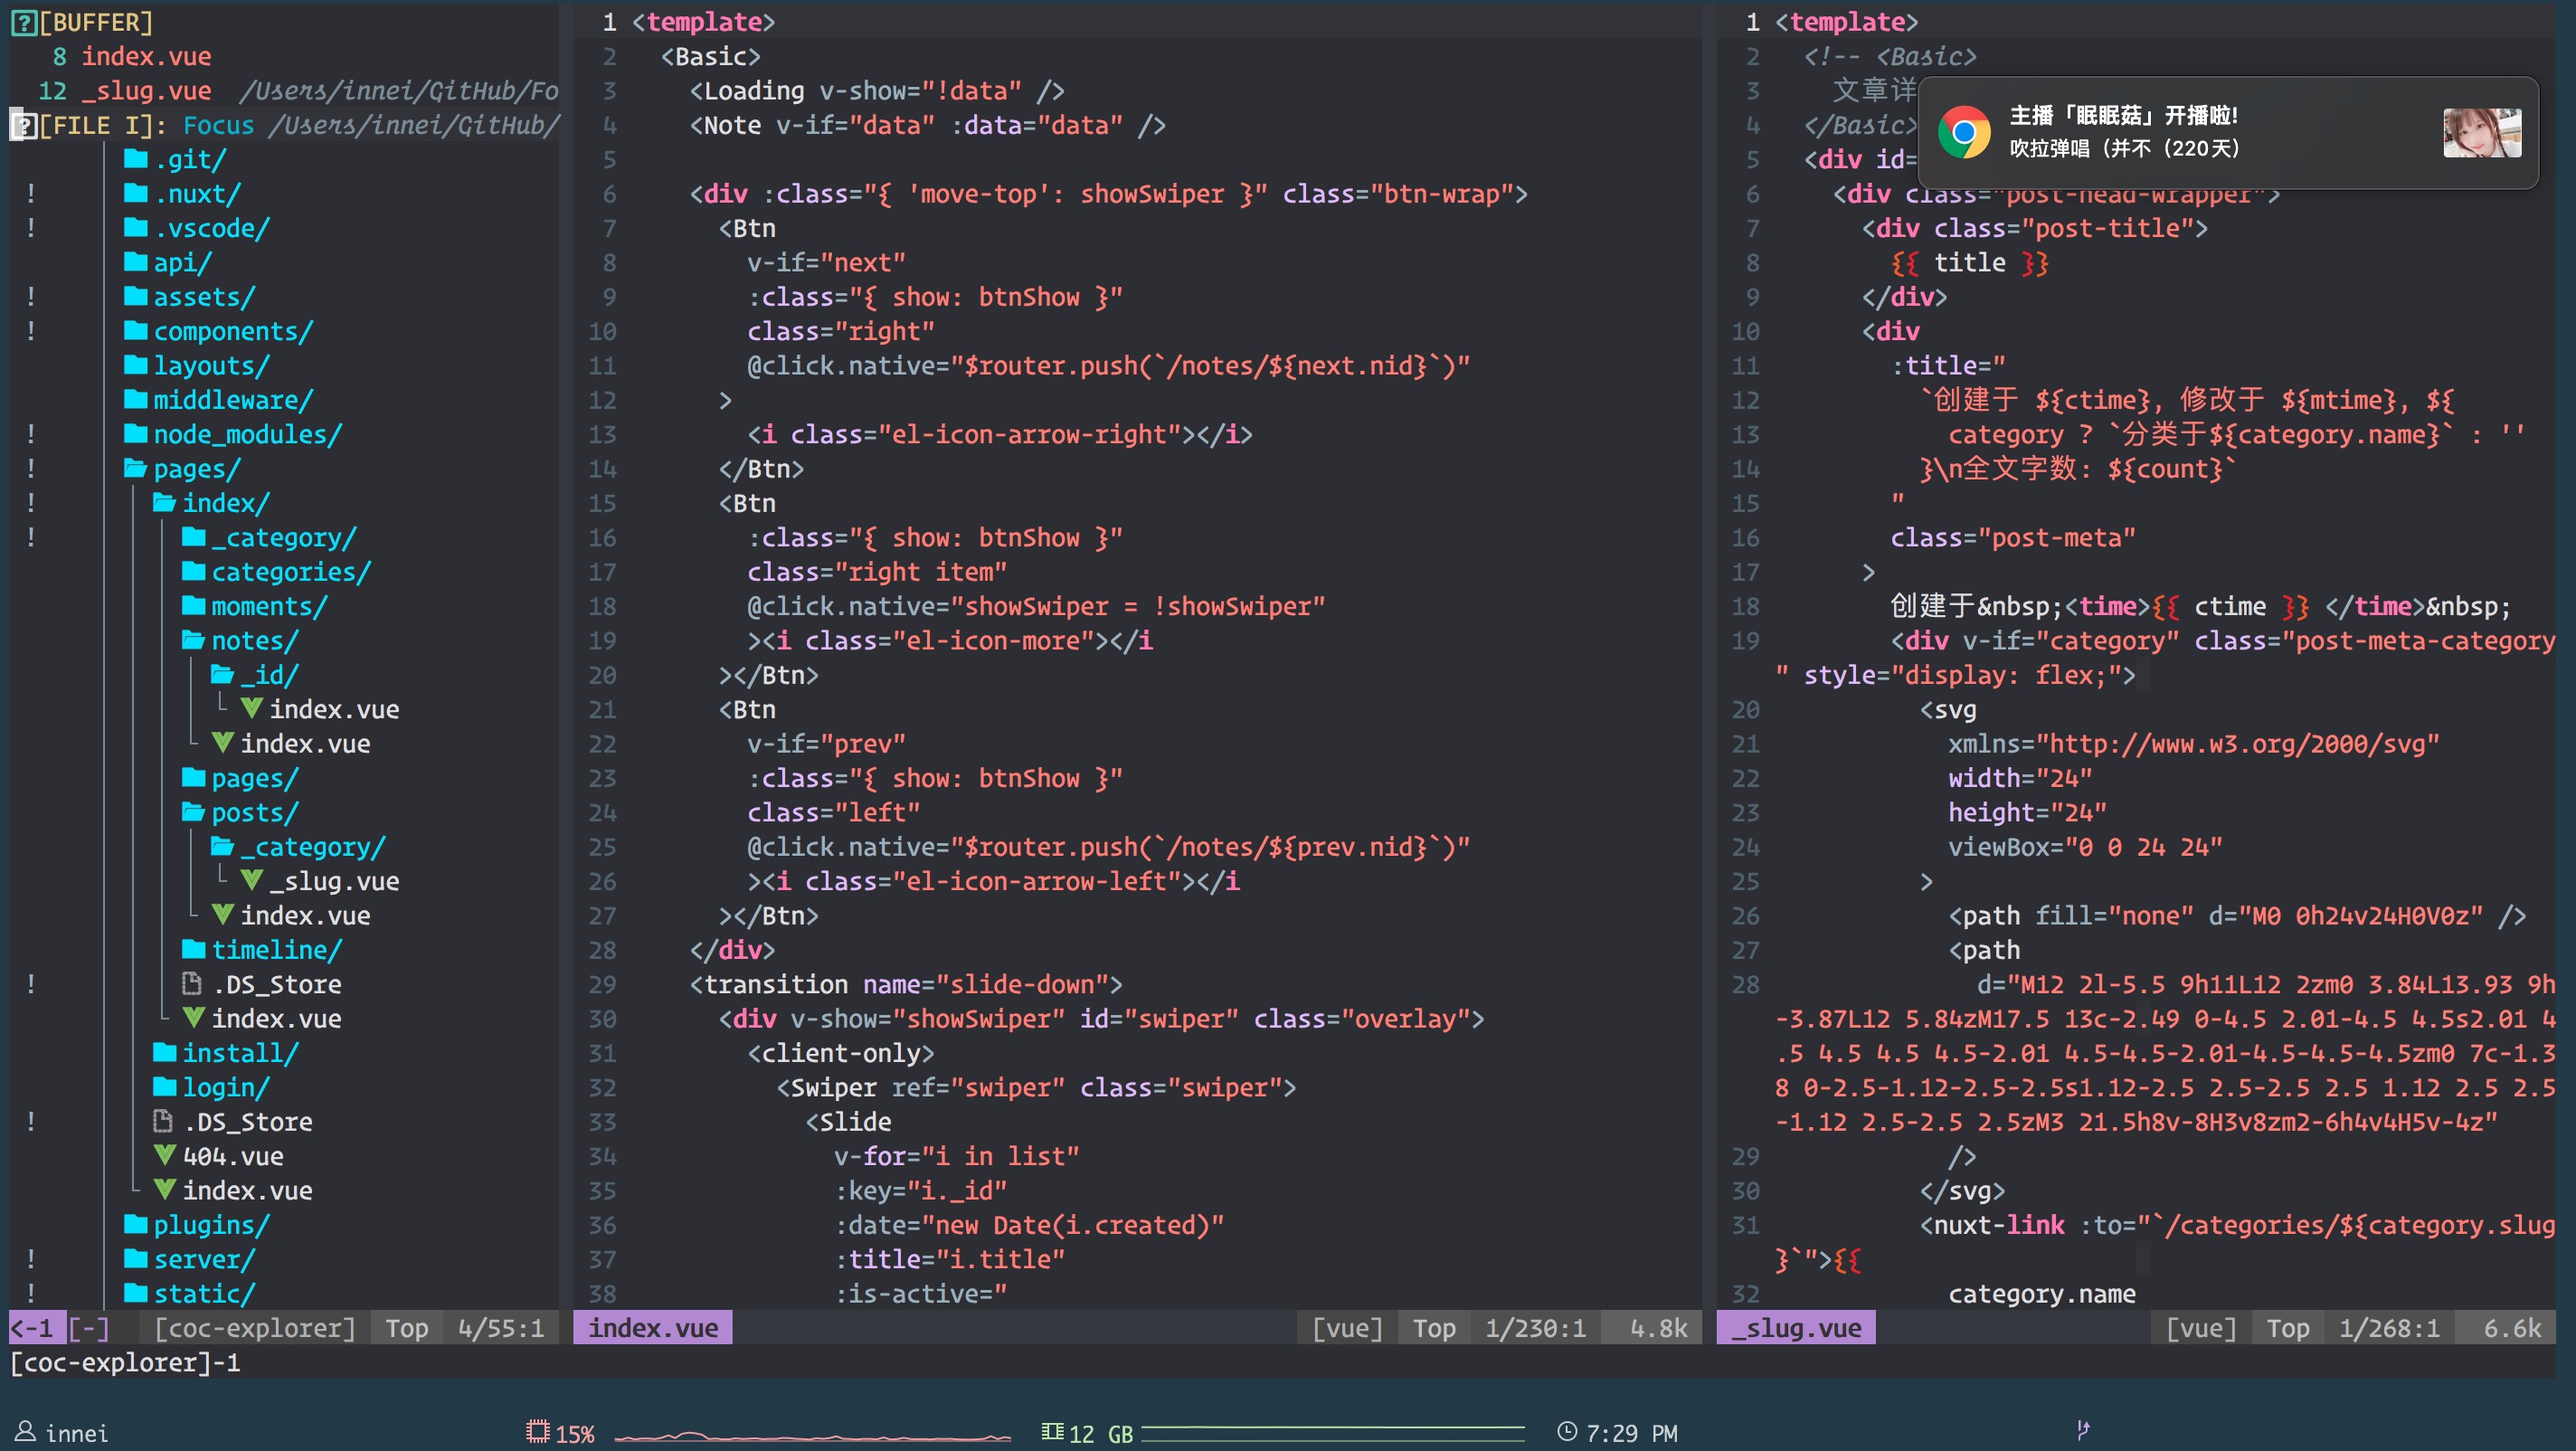 [BUFFER]
8 index.vue
12 _slug.vue /Users/innei/GitHub/Fo
[FILE I]: Focus /Users/innei/GitHub/
.git/
! .nuxt/
! .vscode/
api/
! assets/
! components/
layouts/
middleware/
! node_modules/
! pages/
! index/
! _category/
categories/
moments/
notes/
_id/
index.vue
index.vue
pages/
posts/
_category/
_slug.vue
index.vue
timeline/
! .DS_Store
index.vue
install/
login/
! .DS_Store
404.vue
index.vue
plugins/
! server/
! static/
<-1 [-] [coc-explorer] Top 4/55:1
[coc-explorer]-1
1 <template>
2 <Basic>
3 <Loading v-show="!data" />
4 <Note v-if="data" :data="data" />
5
6 <div :class="{ 'move-top': showSwiper }" class="btn-wrap">
7 <Btn
8 v-if="next"
9 :class="{ show: btnShow }"
10 class="right"
11 @click.native="$router.push(`/notes/${next.nid}`)"
12 >
13 <i class="el-icon-arrow-right"></i>
14 </Btn>
15 <Btn
16 :class="{ show: btnShow }"
17 class="right item"
18 @click.native="showSwiper = !showSwiper"
19 ><i class="el-icon-more"></i
20 ></Btn>
21 <Btn
22 v-if="prev"
23 :class="{ show: btnShow }"
24 class="left"
25 @click.native="$router.push(`/notes/${prev.nid}`)"
26 ><i class="el-icon-arrow-left"></i
27 ></Btn>
28 </div>
29 <transition name="slide-down">
30 <div v-show="showSwiper" id="swiper" class="overlay">
31 <client-only>
32 <Swiper ref="swiper" class="swiper">
33 <Slide
34 v-for="i in list"
35 :key="i._id"
36 :date="new Date(i.created)"
37 :title="i.title"
38 :is-active="
index.vue [vue] Top 1/230:1 4.8k
1 <template>
2 <!-- <Basic>
3 文章详
4 </Basic>
5 <div id=
6 <div class="post-head-wrapper">
7 <div class="post-title">
8 {{ title }}
9 </div>
10 <div
11 :title="
12 `创建于 ${ctime}, 修改于 ${mtime}, ${
13 category ? `分类于${category.name}` : ''
14 }\n全文字数: ${count}`
15 "
16 class="post-meta"
17 >
18 创建于&nbsp;<time>{{ ctime }} </time>&nbsp;
19 <div v-if="category" class="post-meta-category
" style="display: flex;">
20 <svg
21 xmlns="http://www.w3.org/2000/svg"
22 width="24"
23 height="24"
24 viewBox="0 0 24 24"
25 >
26 <path fill="none" d="M0 0h24v24H0V0z" />
27 <path
28 d="M12 2l-5.5 9h11L12 2zm0 3.84L13.93 9h
-3.87L12 5.84zM17.5 13c-2.49 0-4.5 2.01-4.5 4.5s2.01 4
.5 4.5 4.5 4.5-2.01 4.5-4.5-2.01-4.5-4.5-4.5zm0 7c-1.3
8 0-2.5-1.12-2.5-2.5s1.12-2.5 2.5-2.5 2.5 1.12 2.5 2.5
-1.12 2.5-2.5 2.5zM3 21.5h8v-8H3v8zm2-6h4v4H5v-4z"
29 />
30 </svg>
31 <nuxt-link :to="`/categories/${category.slug
}`">{{
32 category.name
_slug.vue [vue] Top 1/268:1 6.6k
主播「眠眠菇」开播啦!
吹拉弹唱（并不（220天）
innei 15% 12 GB 7:29 PM